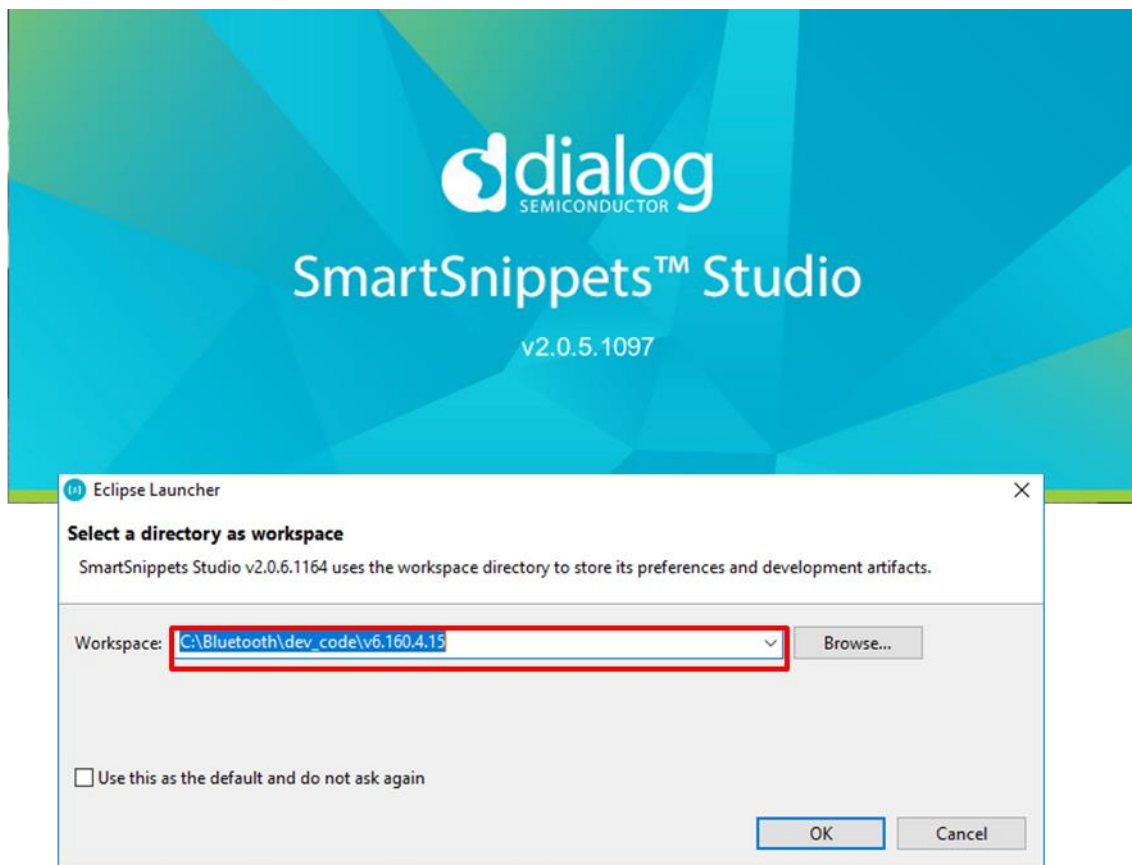 dialog
SEMICONDUCTOR
SmartSnippets™ Studio
v2.0.5.1097
Eclipse Launcher
Select a directory as workspace
SmartSnippets Studio v2.0.6.1164 uses the workspace directory to store its preferences and development artifacts.
Workspace: C:\Bluetooth\dev_code\v6.160.4.15 Browse...
Use this as the default and do not ask again
OK Cancel